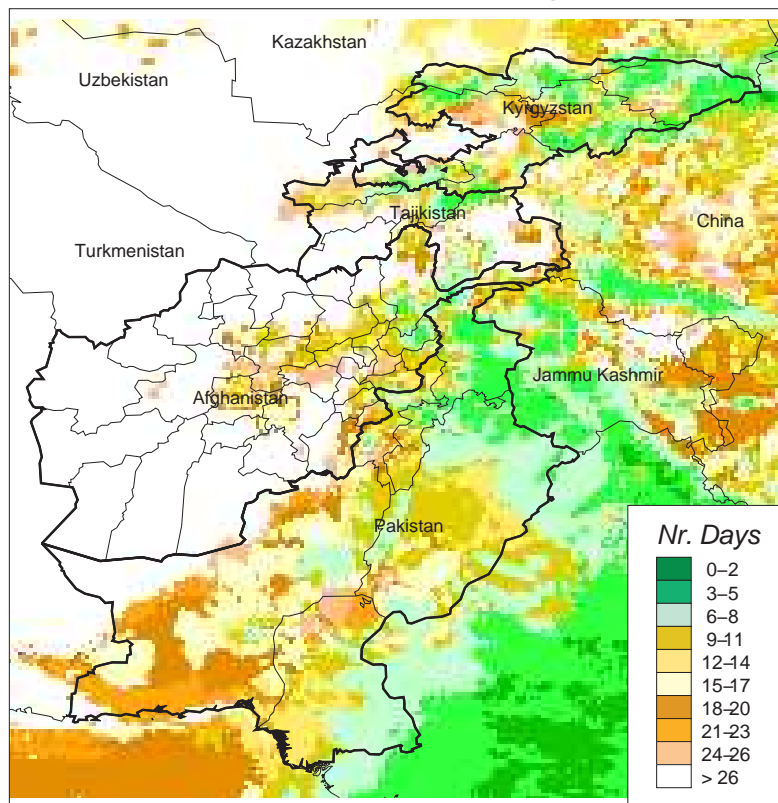 Kazakhstan
Uzbekistan
Kyrgyzstan
Tajikistan
China
Turkmenistan
Jammu Kashmir
Afghanistan
Pakistan
Nr. Days
0–2
3–5
6–8
9–11
12–14
15–17
18–20
21–23
24–26
> 26